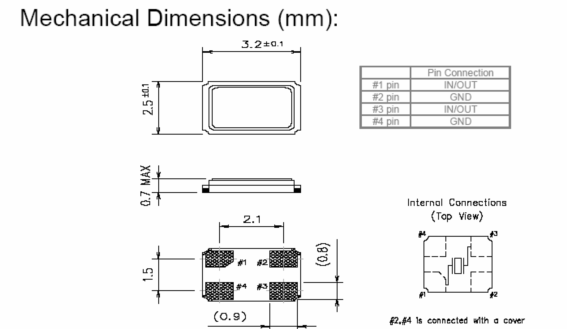 Mechanical Dimensions (mm):
3.2±0.1
2.5 ±0.1
Pin Connection
#1 pin IN/OUT
#2 pin GND
#3 pin IN/OUT
#4 pin GND
0.7 MAX
2.1
1.5
#1 #2
#4 #3
(0.8)
(0.9)
Internal Connections
(Top View)
#4 #3
#1 #2
#2,#4 is connected with a cover